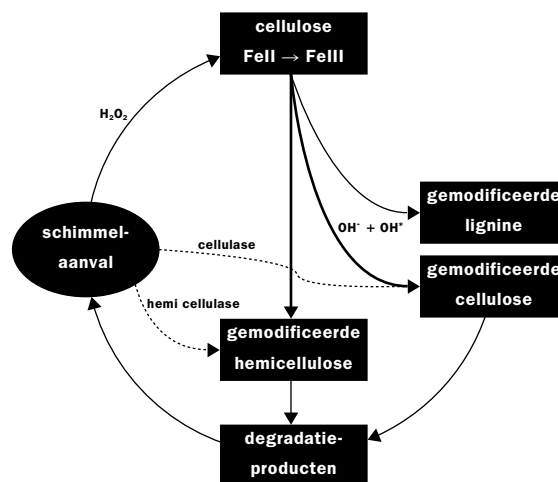 cellulose
FeII → FeIII
H₂O₂
gemodificeerde
lignine
OH⁻ + OH*
schimmel-
aanval
cellulase
gemodificeerde
cellulose
hemi cellulase
gemodificeerde
hemicellulose
degradatie-
producten